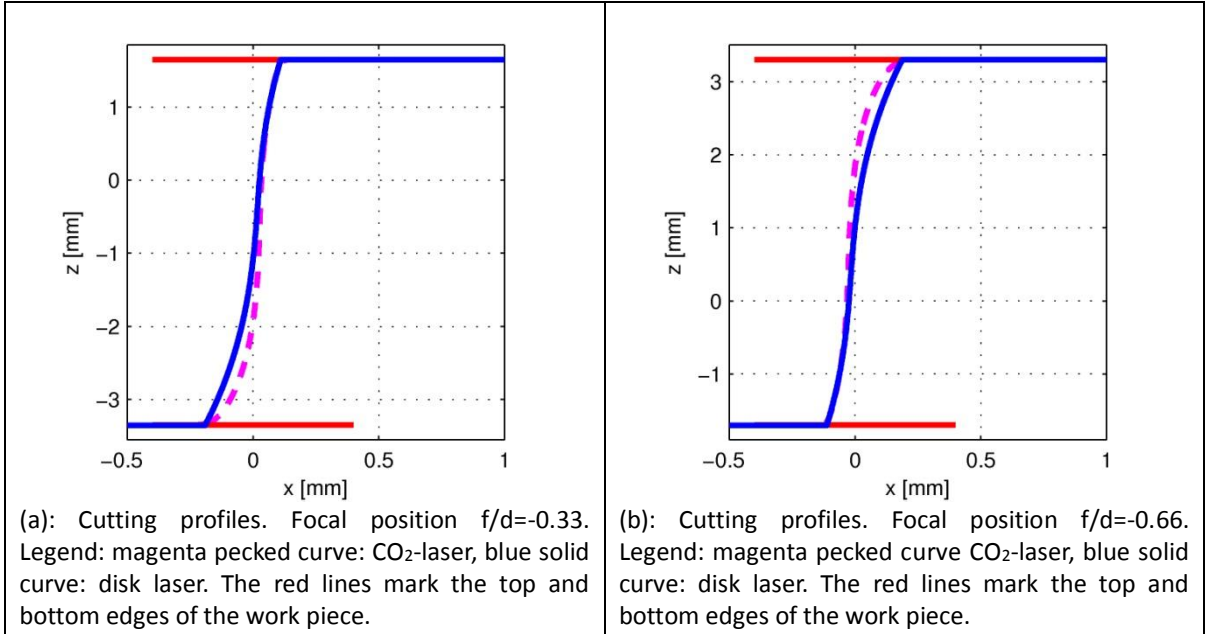 1
0
−1
−2
−3
−0.5 0 0.5 1
x [mm]
z [mm]
3
2
1
0
−1
−0.5 0 0.5 1
x [mm]
z [mm]
(a): Cutting profiles. Focal position f/d=-0.33.
Legend: magenta pecked curve: CO₂-laser, blue solid
curve: disk laser. The red lines mark the top and
bottom edges of the work piece.
(b): Cutting profiles. Focal position f/d=-0.66.
Legend: magenta pecked curve CO₂-laser, blue solid
curve: disk laser. The red lines mark the top and
bottom edges of the work piece.